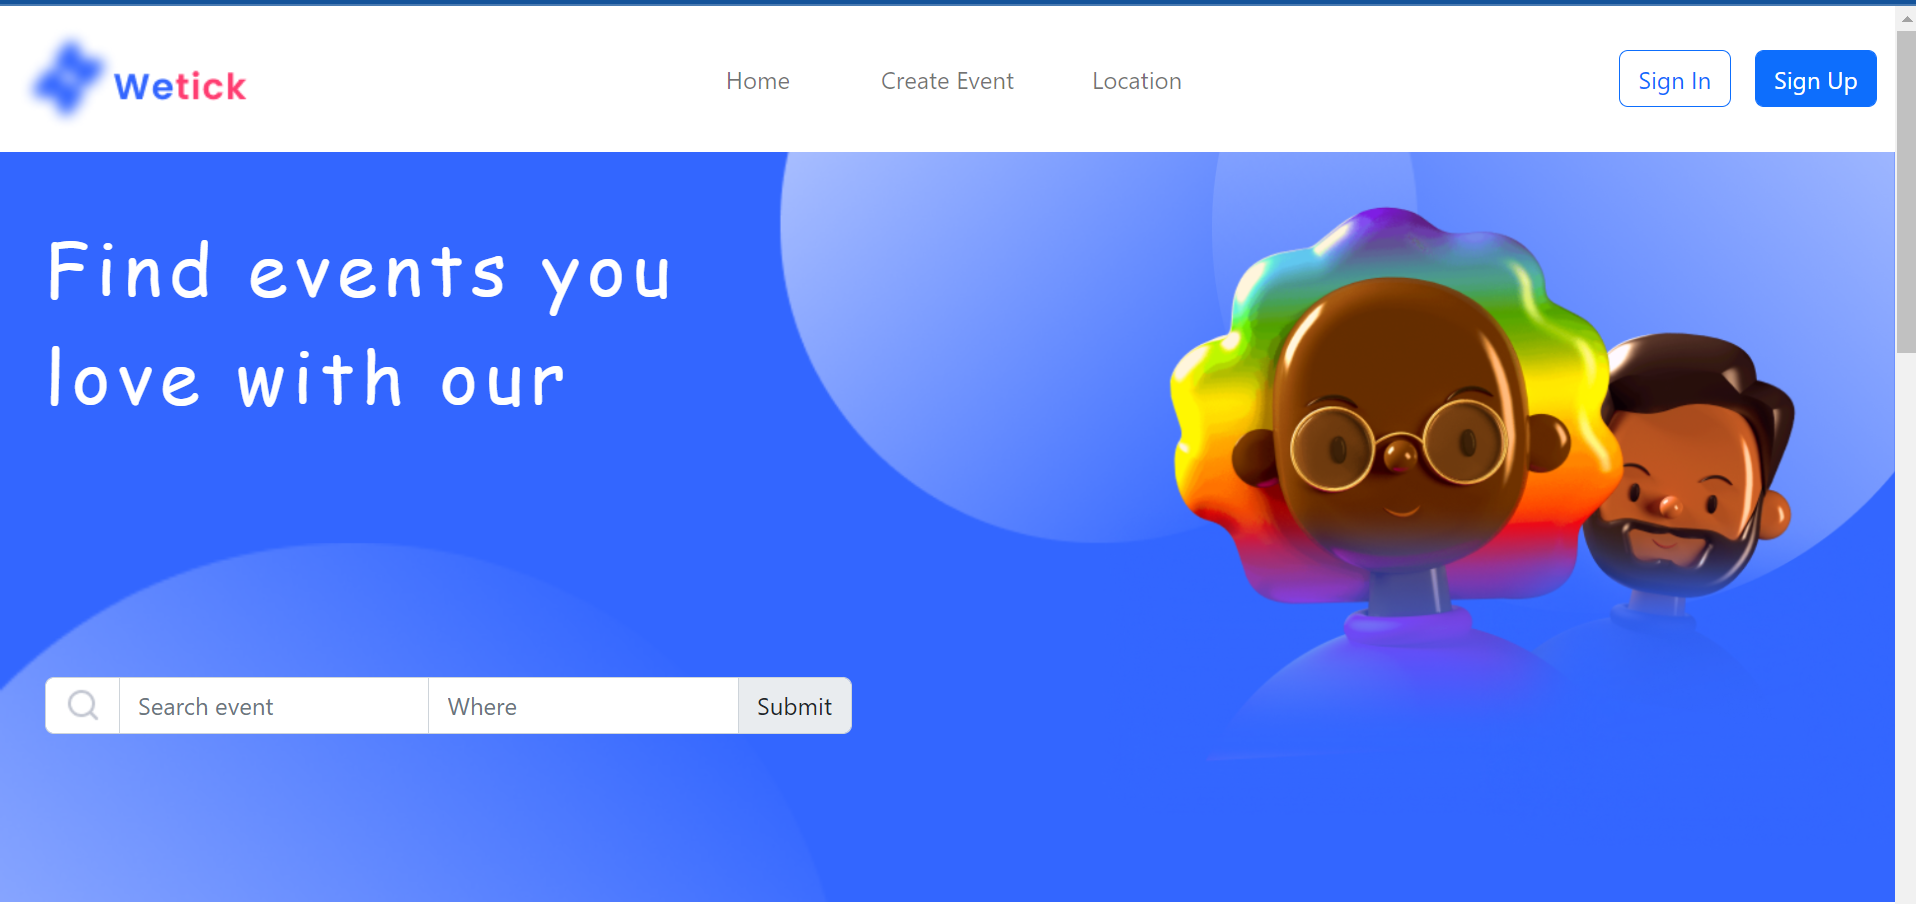 Wetick
Home
Create Event
Location
Sign In
Sign Up
Find events you
love with our
Search event
Where
Submit